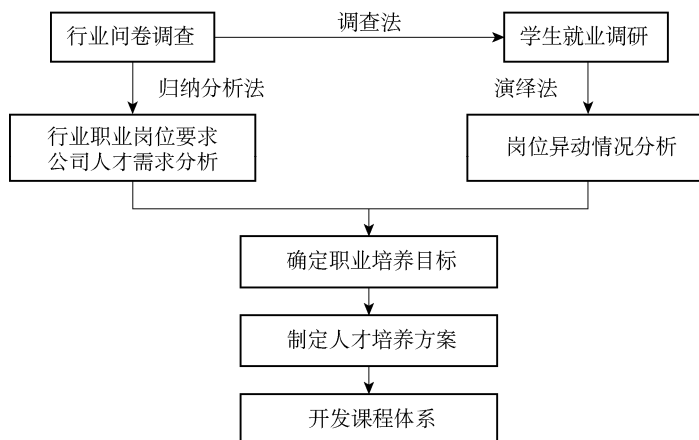 行业问卷调查
调查法
学生就业调研
归纳分析法
演绎法
行业职业岗位要求
公司人才需求分析
岗位异动情况分析
确定职业培养目标
制定人才培养方案
开发课程体系